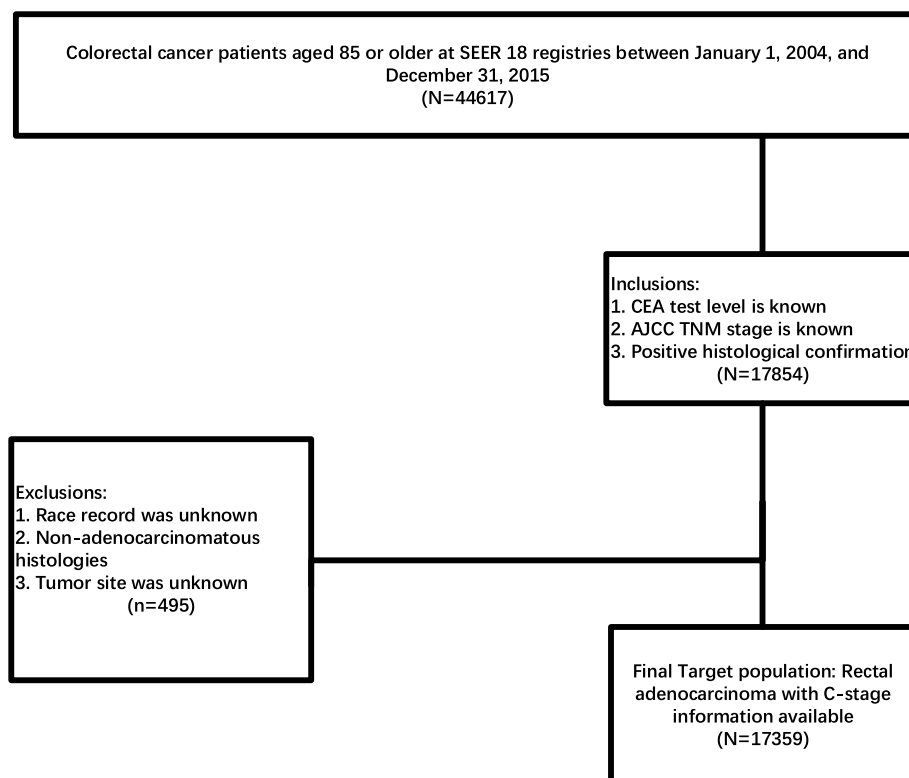 Colorectal cancer patients aged 85 or older at SEER 18 registries between January 1, 2004, and
December 31, 2015
(N=44617)
Inclusions:
1. CEA test level is known
2. AJCC TNM stage is known
3. Positive histological confirmation
(N=17854)
Exclusions:
1. Race record was unknown
2. Non-adenocarcinomatous
histologies
3. Tumor site was unknown
(n=495)
Final Target population: Rectal
adenocarcinoma with C-stage
information available
(N=17359)